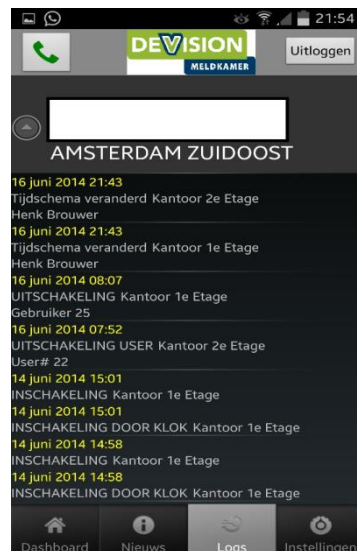 21:54
DEVISION
MELDKAMER
Uitloggen
AMSTERDAM ZUIDOOST
16 juni 2014 21:43
Tijdschema veranderd Kantoor 2e Etage
Henk Brouwer
16 juni 2014 21:43
Tijdschema veranderd Kantoor 1e Etage
Henk Brouwer
16 juni 2014 08:07
UITSCHAKELING Kantoor 1e Etage
Gebruiker 25
16 juni 2014 07:52
UITSCHAKELING USER Kantoor 2e Etage
User# 22
14 juni 2014 15:01
INSCHAKELING Kantoor 1e Etage
14 juni 2014 15:01
INSCHAKELING DOOR KLOK Kantoor 1e Etage
14 juni 2014 14:58
INSCHAKELING Kantoor 1e Etage
14 juni 2014 14:58
INSCHAKELING DOOR KLOK Kantoor 1e Etage
Dashboard Nieuws Logs Instellingen